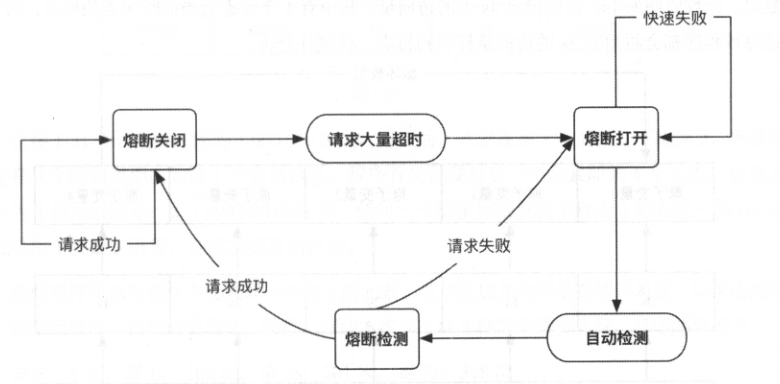 快速失败
熔断关闭
请求大量超时
熔断打开
请求成功
请求失败
请求成功
熔断检测
自动检测